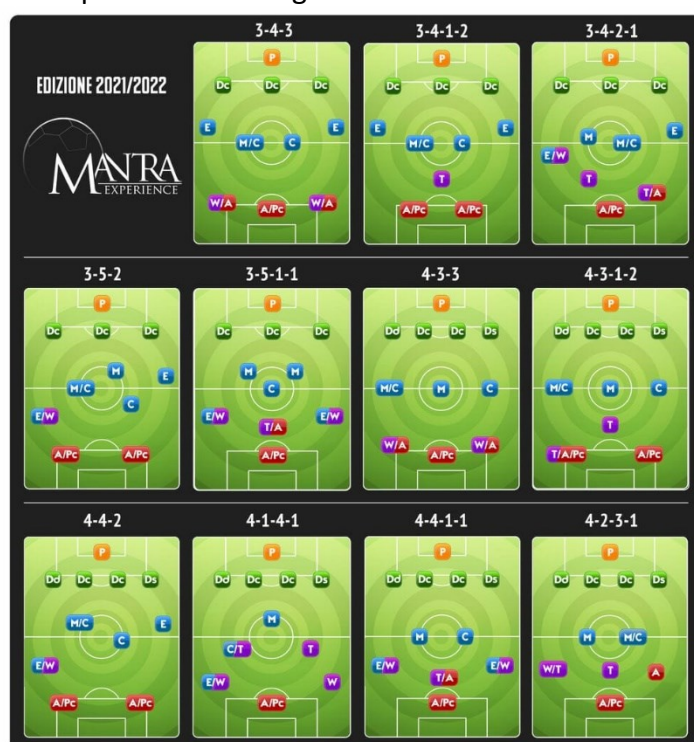 EDIZIONE 2021/2022
MANTRA
EXPERIENCE
3-4-3
P
Dc Dc Dc
E E
M/C C
W/A A/Pc W/A
3-4-1-2
P
Dc Dc Dc
E E
M/C C
T
A/Pc A/Pc
3-4-2-1
P
Dc Dc Dc
M M/C E
E/W
T T/A
A/Pc
3-5-2
P
Dc Dc Dc
M E
M/C
C
E/W
A/Pc A/Pc
3-5-1-1
P
Dc Dc Dc
M M
C
E/W E/W
T/A
A/Pc
4-3-3
P
Dd Dc Dc Ds
M/C M C
W/A A/Pc W/A
4-3-1-2
P
Dd Dc Dc Ds
M/C M C
T
T/A/Pc A/Pc
4-4-2
P
Dd Dc Dc Ds
M/C E
C
E/W
A/Pc A/Pc
4-1-4-1
P
Dd Dc Dc Ds
M
C/T T
E/W W
A/Pc
4-4-1-1
P
Dd Dc Dc Ds
M C
E/W E/W
T/A
A/Pc
4-2-3-1
P
Dd Dc Dc Ds
M M/C
W/T T A
A/Pc